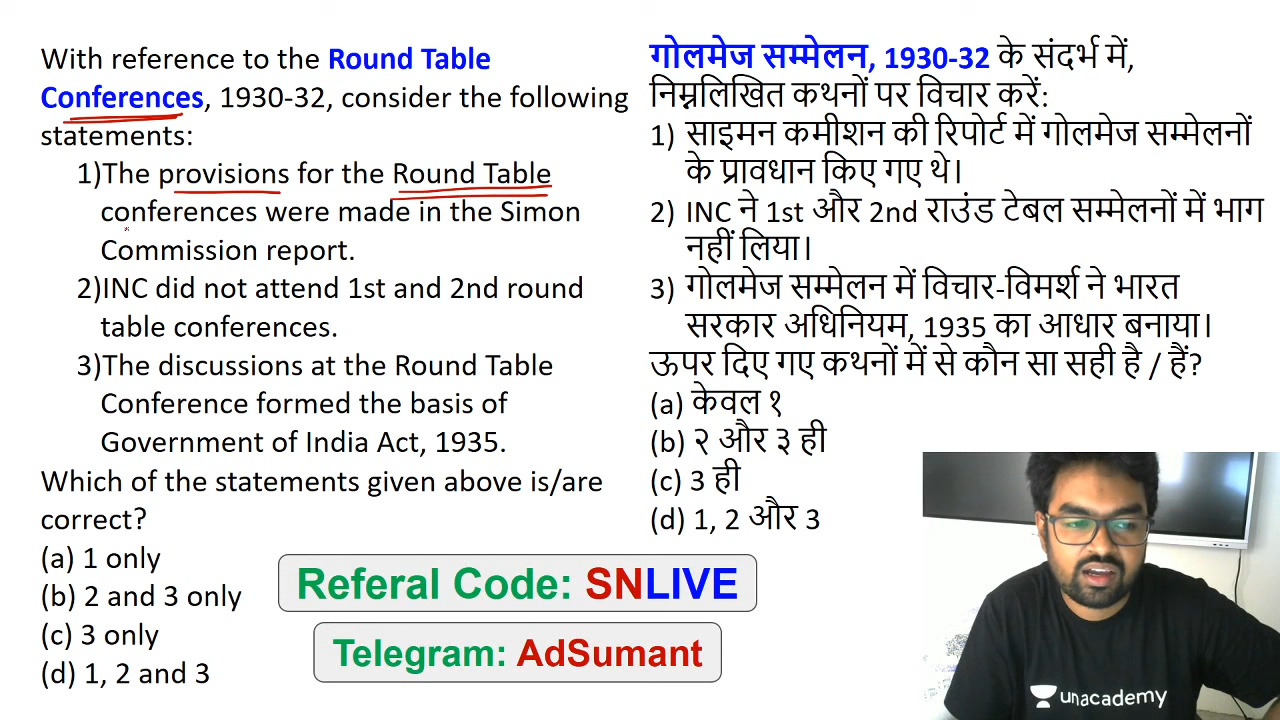 With reference to the Round Table
Conferences, 1930-32, consider the following
statements:
1)The provisions for the Round Table
conferences were made in the Simon
Commission report.
2)INC did not attend 1st and 2nd round
table conferences.
3)The discussions at the Round Table
Conference formed the basis of
Government of India Act, 1935.
Which of the statements given above is/are
correct?
(a) 1 only
(b) 2 and 3 only
(c) 3 only
(d) 1, 2 and 3
गोलमेज सम्मेलन, 1930-32 के संदर्भ में,
निम्नलिखित कथनों पर विचार करें:
1) साइमन कमीशन की रिपोर्ट में गोलमेज सम्मेलनों
के प्रावधान किए गए थे।
2) INC ने 1st और 2nd राउंड टेबल सम्मेलनों में भाग
नहीं लिया।
3) गोलमेज सम्मेलन में विचार-विमर्श ने भारत
सरकार अधिनियम, 1935 का आधार बनाया।
ऊपर दिए गए कथनों में से कौन सा सही है / हैं?
(a) केवल १
(b) २ और ३ ही
(c) 3 ही
(d) 1, 2 और 3
Referal Code: SNLIVE
Telegram: AdSumant
unacademy